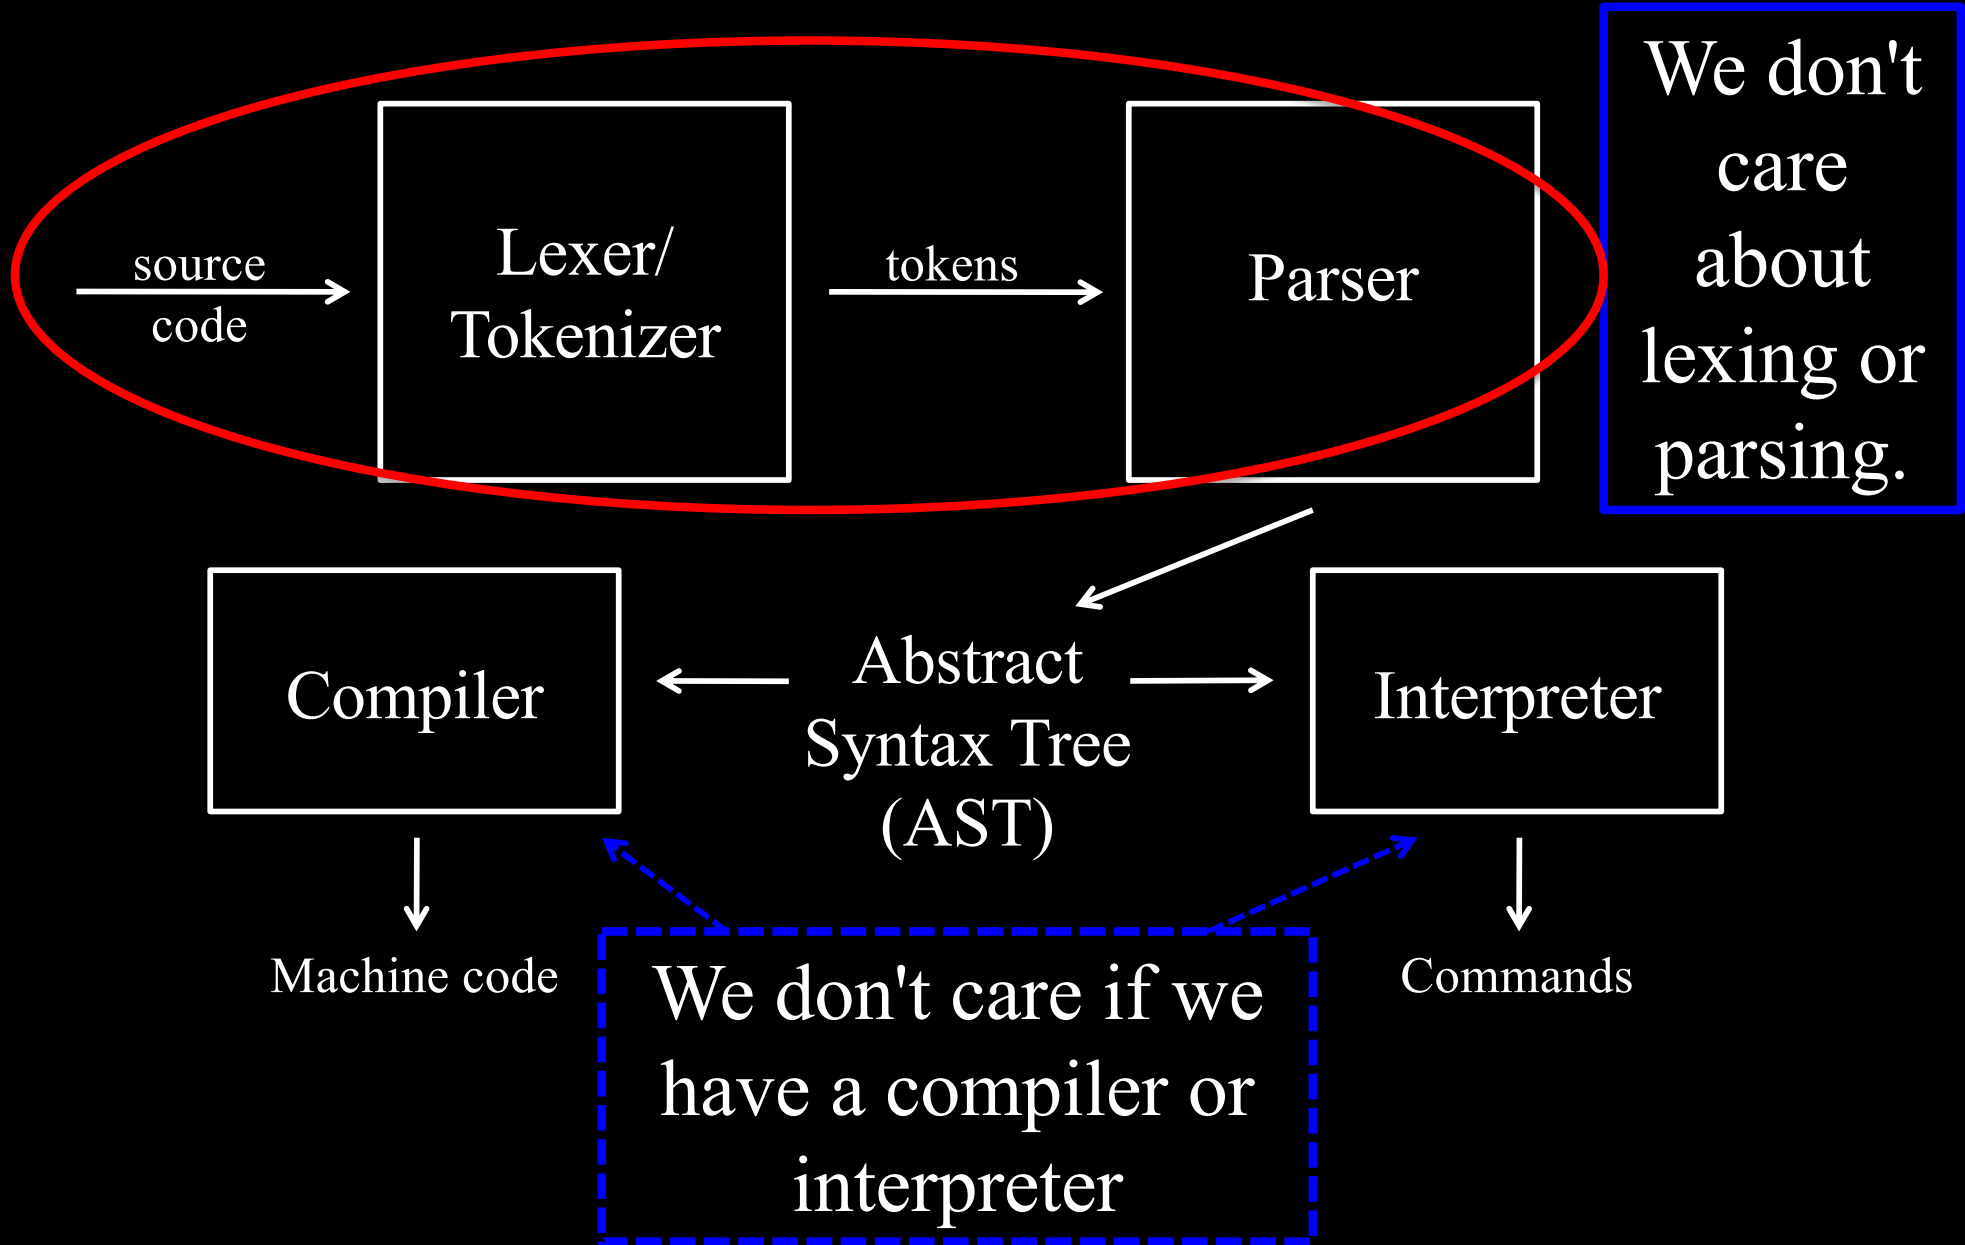 source
code
Lexer/
Tokenizer
tokens
Parser
We don't
care
about
lexing or
parsing.
Compiler
Abstract
Syntax Tree
(AST)
Interpreter
Machine code
We don't care if we
have a compiler or
interpreter
Commands